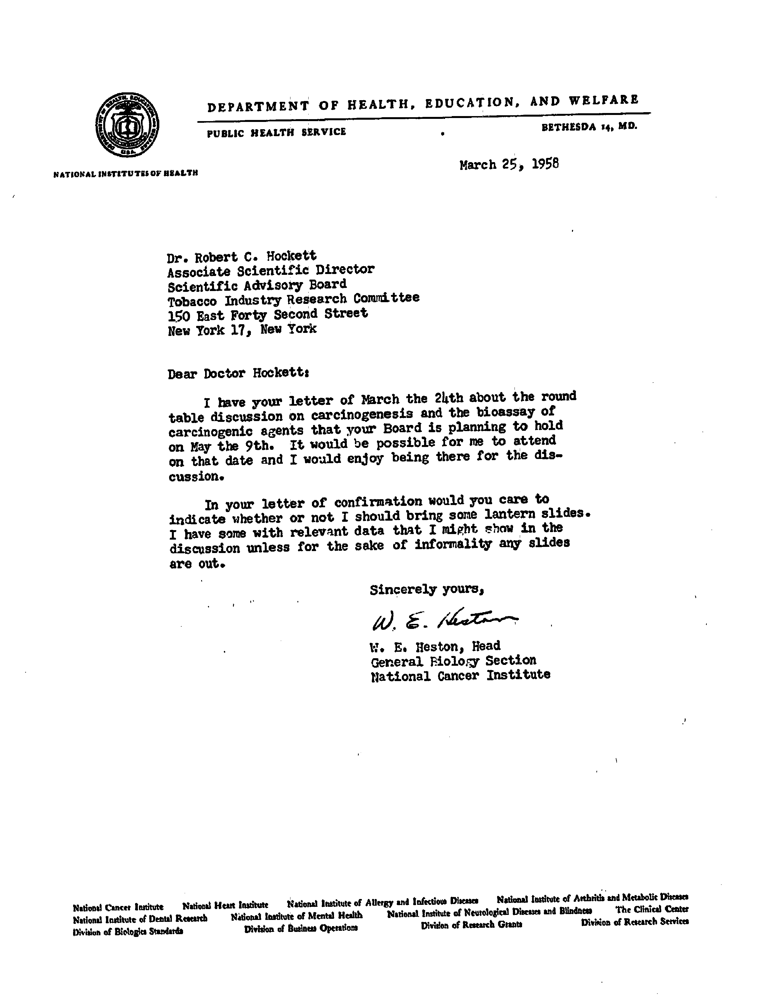 DEPARTMENT OF HEALTH, EDUCATION, AND WELFARE
PUBLIC HEALTH SERVICE
BETHESDA 14, MD.
NATIONAL INSTITUTES OF HEALTH
March 25, 1958
Dr. Robert C. Hockett
Associate Scientific Director
Scientific Advisory Board
Tobacco Industry Research Committee
150 East Forty Second Street
New York 17, New York
Dear Doctor Hockett:
I have your letter of March the 24th about the round
table discussion on carcinogenesis and the bioassay of
carcinogenic agents that your Board is planning to hold
on May the 9th. It would be possible for me to attend
on that date and I would enjoy being there for the dis-
cussion.
In your letter of confirmation would you care to
indicate whether or not I should bring some lantern slides.
I have some with relevant data that I might show in the
discussion unless for the sake of informality any slides
are out.
Sincerely yours,
W. E. Heston
W. E. Heston, Head
General Biology Section
National Cancer Institute
National Cancer Institute National Heart Institute National Institute of Allergy and Infectious Diseases National Institute of Arthritis and Metabolic Diseases
National Institute of Dental Research National Institute of Mental Health National Institute of Neurological Diseases and Blindness The Clinical Center
Division of Biologics Standards Division of Business Operations Division of Research Grants Division of Research Services